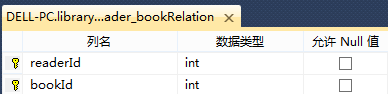 DELL-PC.library...ader_bookRelation
列名 数据类型 允许 Null 值
readerId int
bookId int